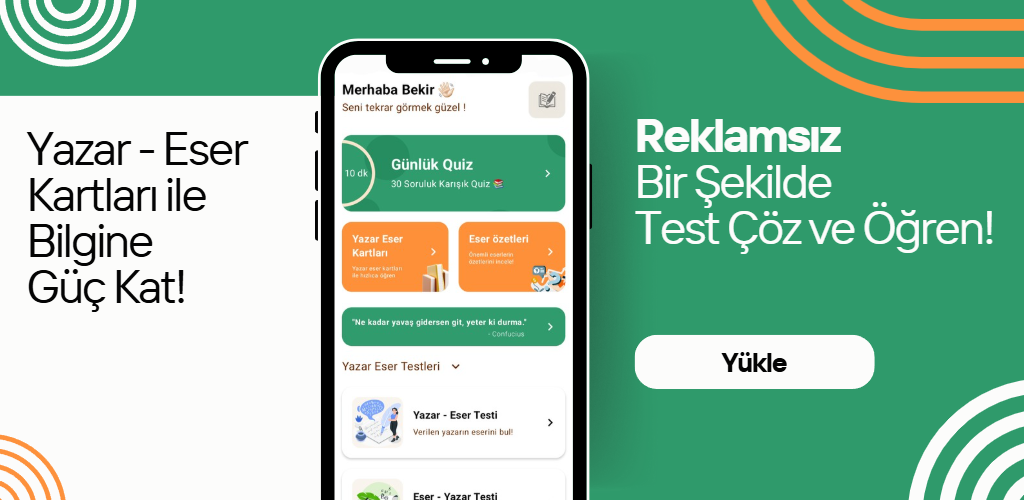 Yazar - Eser
Kartları ile
Bilgine
Güç Kat!
Merhaba Bekir
Seni tekrar görmek güzel !
10 dk
Günlük Quiz
30 Soruluk Karışık Quiz
Yazar Eser
Kartları
Yazar eser kartları
ile hızlıca öğren
Eser özetleri
Önemli eserlerin
özetlerini incele!
"Ne kadar yavaş gidersen git, yeter ki durma."
- Confucius
Yazar Eser Testleri
Yazar - Eser Testi
Verilen yazarın eserini bul!
Eser - Yazar Testi
Reklamsız
Bir Şekilde
Test Çöz ve Öğren!
Yükle